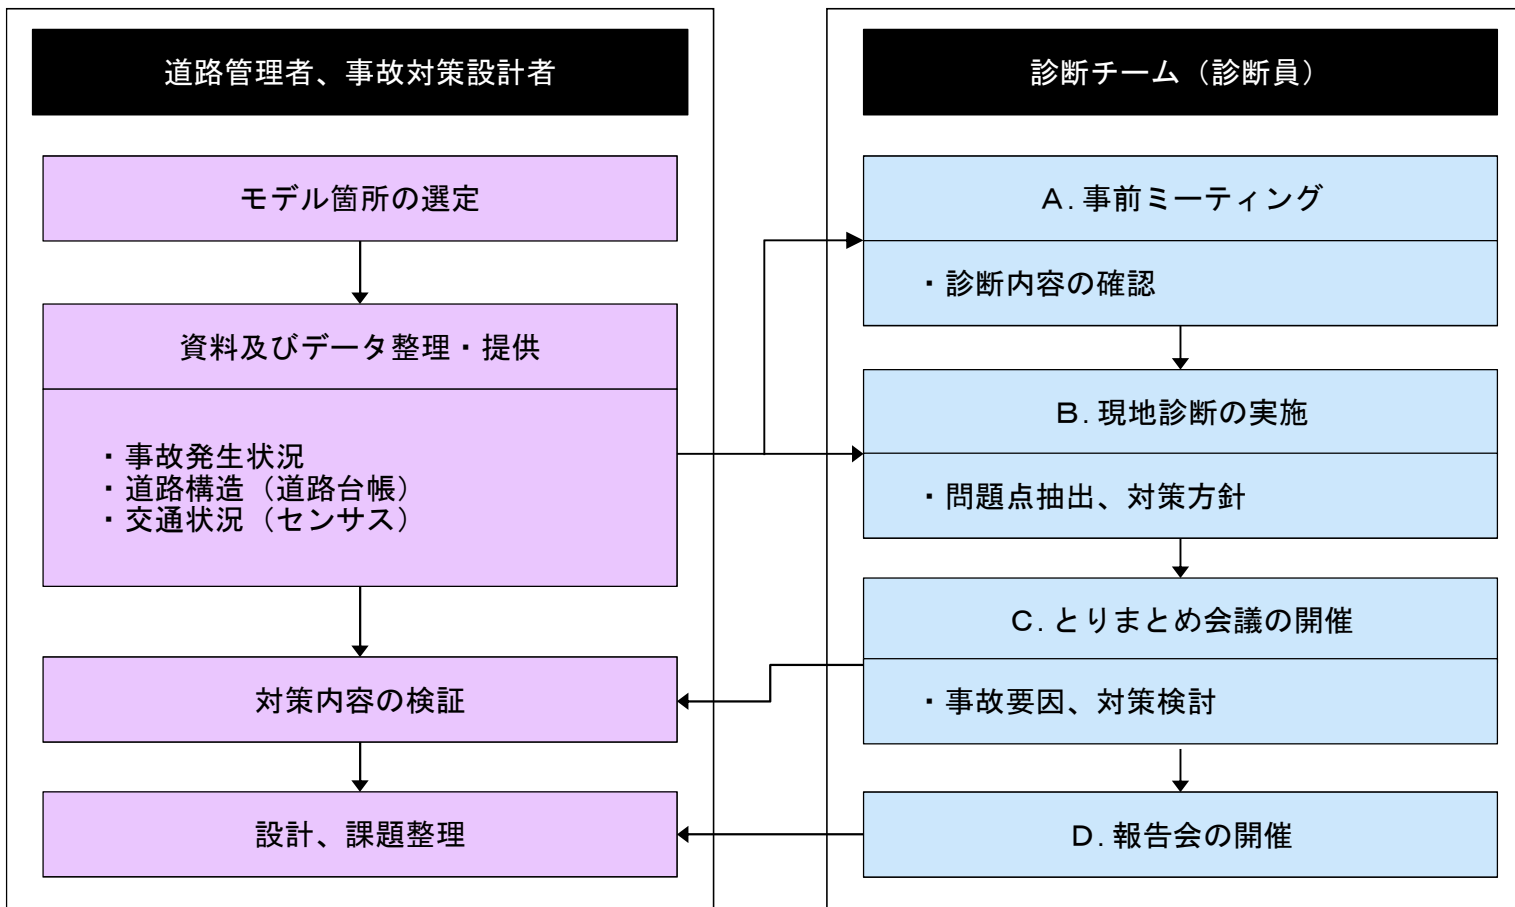 道路管理者、事故対策設計者
モデル箇所の選定
資料及びデータ整理・提供
・事故発生状況
・道路構造（道路台帳）
・交通状況（センサス）
対策内容の検証
設計、課題整理
診断チーム（診断員）
Ａ．事前ミーティング
・診断内容の確認
Ｂ．現地診断の実施
・問題点抽出、対策方針
Ｃ．とりまとめ会議の開催
・事故要因、対策検討
Ｄ．報告会の開催